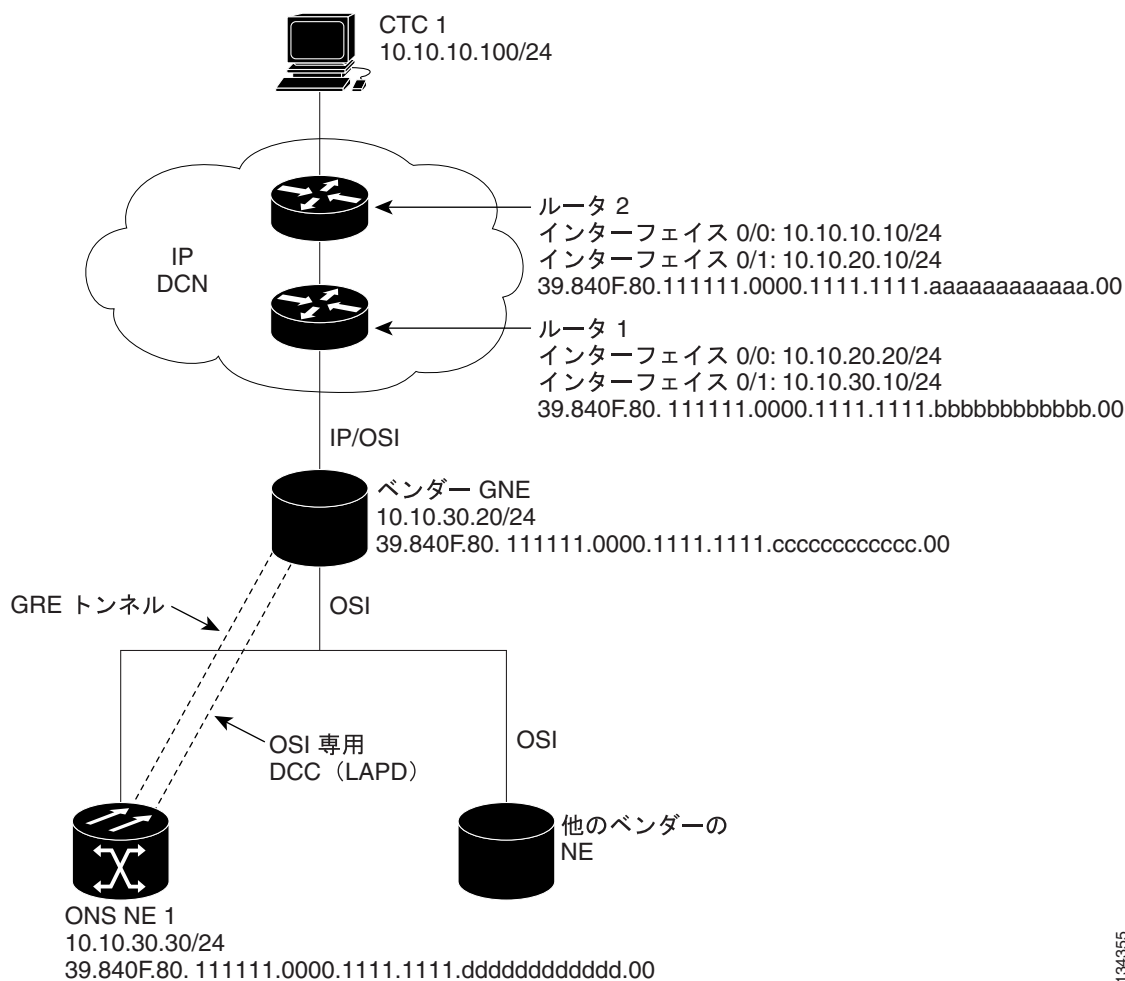 CTC 1
10.10.10.100/24
ルータ 2
インターフェイス 0/0: 10.10.10.10/24
インターフェイス 0/1: 10.10.20.10/24
39.840F.80.111111.0000.1111.1111.aaaaaaaaaaaa.00
IP
DCN
ルータ 1
インターフェイス 0/0: 10.10.20.20/24
インターフェイス 0/1: 10.10.30.10/24
39.840F.80. 111111.0000.1111.1111.bbbbbbbbbbbb.00
IP/OSI
ベンダー GNE
10.10.30.20/24
39.840F.80. 111111.0000.1111.1111.cccccccccccc.00
GRE トンネル
OSI
OSI 専用
DCC（LAPD）
OSI
他のベンダーの
NE
ONS NE 1
10.10.30.30/24
39.840F.80. 111111.0000.1111.1111.dddddddddddd.00
134355